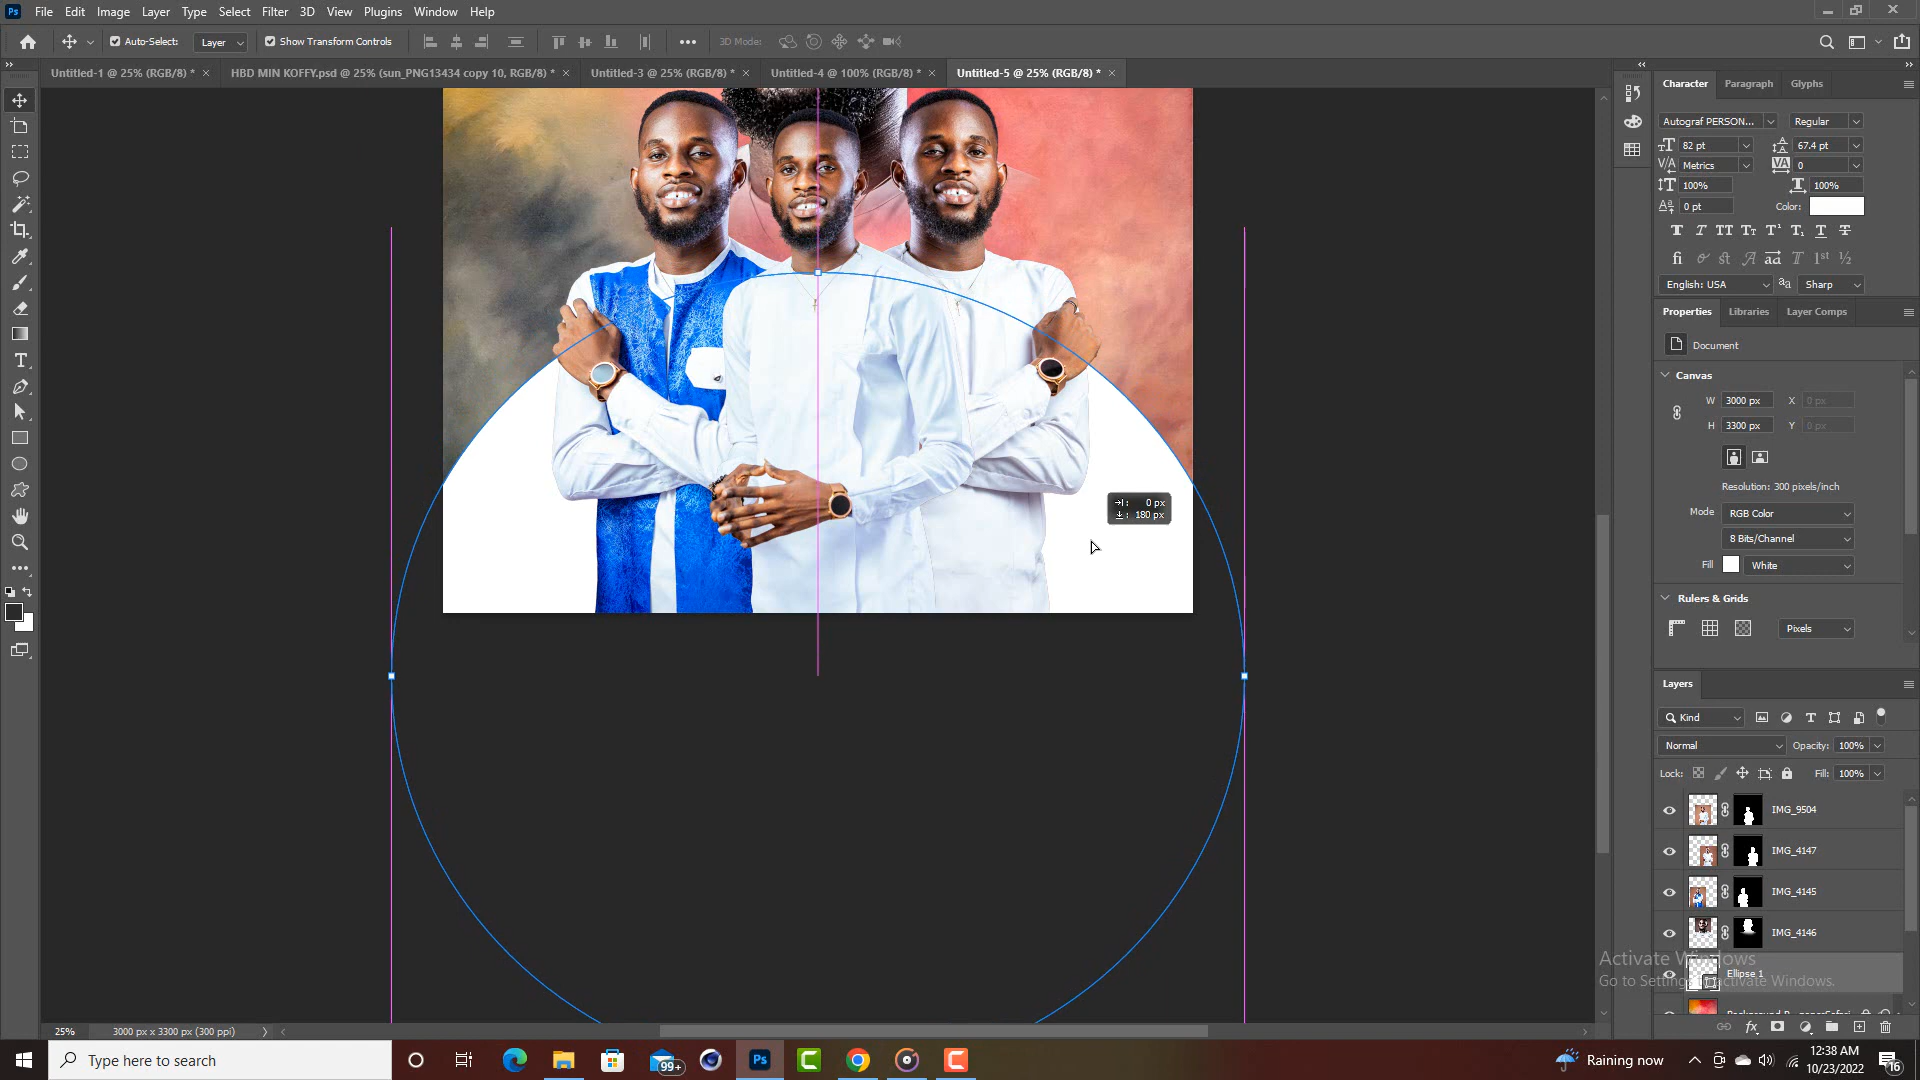 Ps File Edit Image Layer Type Select Filter 3D View Plugins Window Help
Auto-Select: Layer Show Transform Controls 3D Mode:
Untitled-1 @ 25% (RGB/8) * × HBD MIN KOFFY.psd @ 25% (sun_PNG13434 copy 10, RGB/8) * × Untitled-3 @ 25% (RGB/8) * × Untitled-4 @ 100% (RGB/8) * × Untitled-5 @ 25% (RGB/8) * ×
Character Paragraph Glyphs
Autograf PERSON... Regular
82 pt 67.4 pt
Metrics 0
100% 100%
0 pt Color:
English: USA Sharp
Properties Libraries Layer Comps
Document
Canvas
W 3000 px X 0 px
H 3300 px Y 0 px
Resolution: 300 pixels/inch
Mode RGB Color
8 Bits/Channel
Fill White
Rulers & Grids
Pixels
0 px
180 px
Layers
Kind
Normal Opacity: 100%
Lock: Fill: 100%
IMG_9504
IMG_4147
IMG_4145
IMG_4146
Ellipse 1
Activate Windows
Go to Settings to activate Windows.
25% 3000 px x 3300 px (300 ppi)
Type here to search
99+
Ps
Raining now
12:38 AM
10/23/2022
16